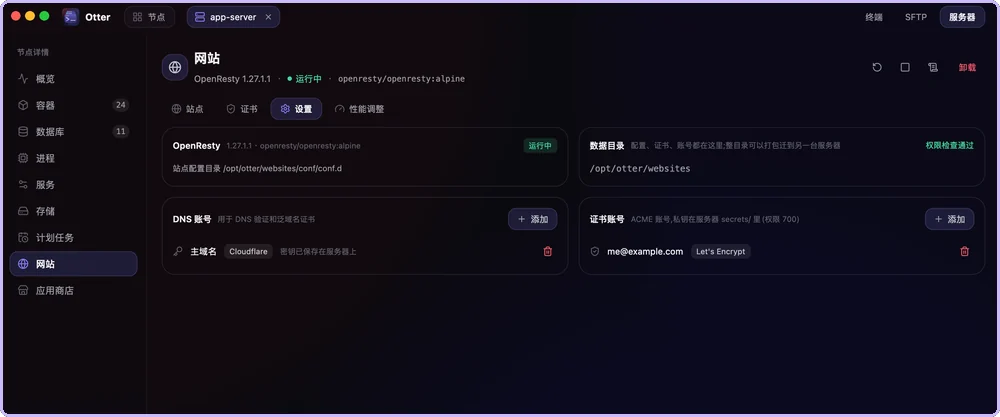 Otter
节点
app-server
终端
SFTP
服务器
节点详情
概览
容器 24
数据库 11
进程
服务
存储
计划任务
网站
应用商店
网站
OpenResty 1.27.1.1 · 运行中 · openresty/openresty:alpine
卸载
站点
证书
设置
性能调整
OpenResty 1.27.1.1 · openresty/openresty:alpine 运行中
站点配置目录 /opt/otter/websites/conf/conf.d
数据目录 配置、证书、账号都在这里;整目录可以打包迁到另一台服务器 权限检查通过
/opt/otter/websites
DNS 账号 用于 DNS 验证和泛域名证书 + 添加
主域名 Cloudflare 密钥已保存在服务器上
证书账号 ACME 账号,私钥在服务器 secrets/ 里 (权限 700) + 添加
me@example.com Let's Encrypt